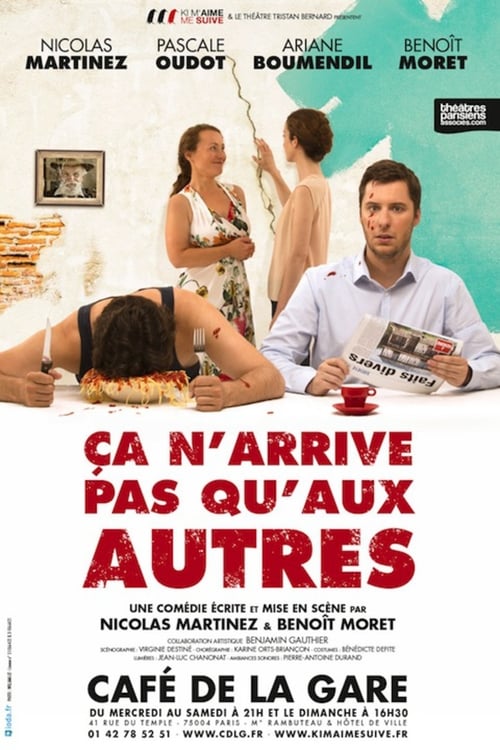 KI M'AIME
ME SUIVE & LE THÉÂTRE TRISTAN BERNARD PRÉSENTENT
NICOLAS MARTINEZ
PASCALE OUDOT
ARIANE BOUMENDIL
BENOÎT MORET
théâtres
parisiens
associés.com
Faits divers
ÇA N'ARRIVE
PAS QU'AUX
AUTRES
UNE COMÉDIE ÉCRITE ET MISE EN SCÈNE PAR
NICOLAS MARTINEZ & BENOÎT MORET
COLLABORATION ARTISTIQUE : BENJAMIN GAUTHIER
SCÉNOGRAPHIE : VIRGINIE DESTINÉ - CHORÉGRAPHIE : KARINE ORTS-BRIANÇON - COSTUMES : BÉNÉDICTE DEFITE
LUMIÈRES : JEAN-LUC CHANONAT - AMBIANCES SONORES : PIERRE-ANTOINE DURAND
CAFÉ DE LA GARE
DU MERCREDI AU SAMEDI À 21H ET LE DIMANCHE À 16H30
41 RUE DU TEMPLE - 75004 PARIS - M° RAMBUTEAU & HÔTEL DE VILLE
01 42 78 52 51 · WWW.CDLG.FR · WWW.KIMAIMESUIVE.FR
ioda.fr